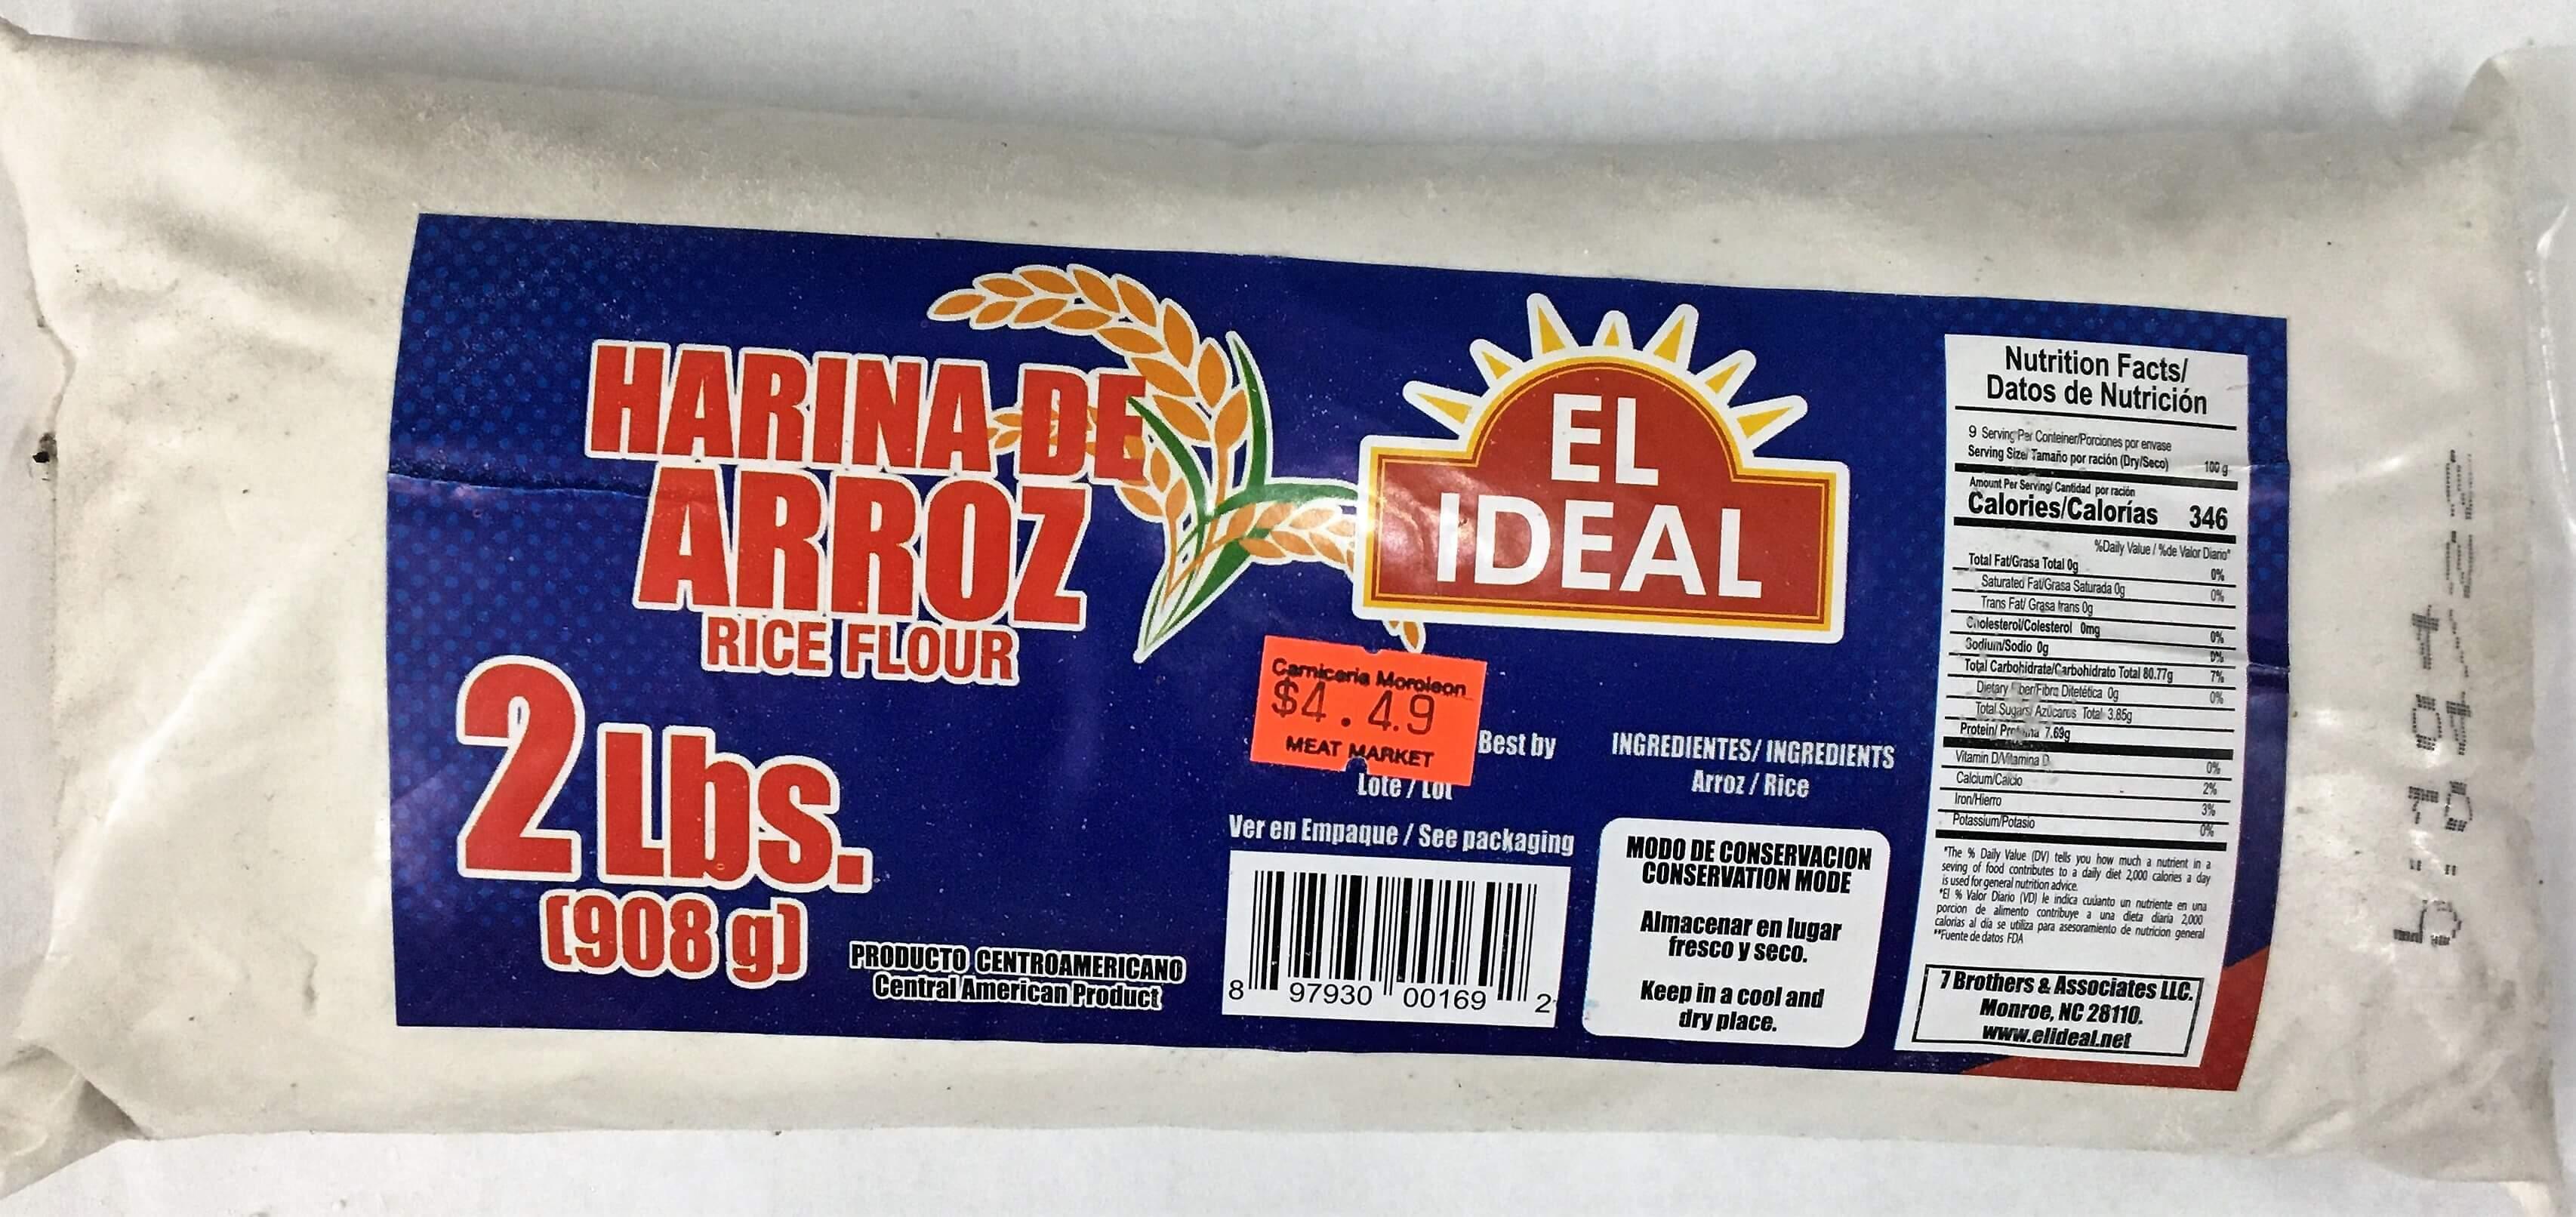 HARINA DE
ARROZ
RICE FLOUR
2 Lbs.
(908 g)
PRODUCTO CENTROAMERICANO
Central American Product
EL
IDEAL
Carniceria Moroleon
$4.49
MEAT MARKET
Best by
Lote / Lot
Ver en Empaque / See packaging
8 97930 00169 2
INGREDIENTES/ INGREDIENTS
Arroz / Rice
MODO DE CONSERVACION
CONSERVATION MODE
Almacenar en lugar
fresco y seco.
Keep in a cool and
dry place.
Nutrition Facts/
Datos de Nutrición
9 Serving Per Conteiner/Porciones por envase
Serving Size/ Tamaño por ración (Dry/Seco) 100 g
Amount Per Serving/ Cantidad por ración
Calories/Calorías 346
%Daily Value / %de Valor Diario*
Total Fat/Grasa Total 0g 0%
Saturated Fat/Grasa Saturada 0g 0%
Trans Fat/ Grasa trans 0g
Cholesterol/Colesterol 0mg 0%
Sodium/Sodio 0g 0%
Total Carbohidrate/Carbohidrato Total 80.77g 7%
Dietary Fiber/Fibra Ditetética 0g 0%
Total Sugars/ Azúcares Total 3.85g
Protein/ Proteina 7.69g
Vitamin D/Vitamina D 0%
Calcium/Calcio 2%
Iron/Hierro 3%
Potassium/Potasio 0%
*The % Daily Value (DV) tells you how much a nutrient in a
seving of food contributes to a daily diet 2,000 calories a day
is used for general nutrition advice.
*El % Valor Diario (VD) le indica cuúanto un nutriente en una
porcion de alimento contribuye a una dieta diaria 2,000
calorias al dia se utiliza para asesoramiento de nutricion general
**Fuente de datos FDA
7 Brothers & Associates LLC.
Monroe, NC 28110.
www.elideal.net